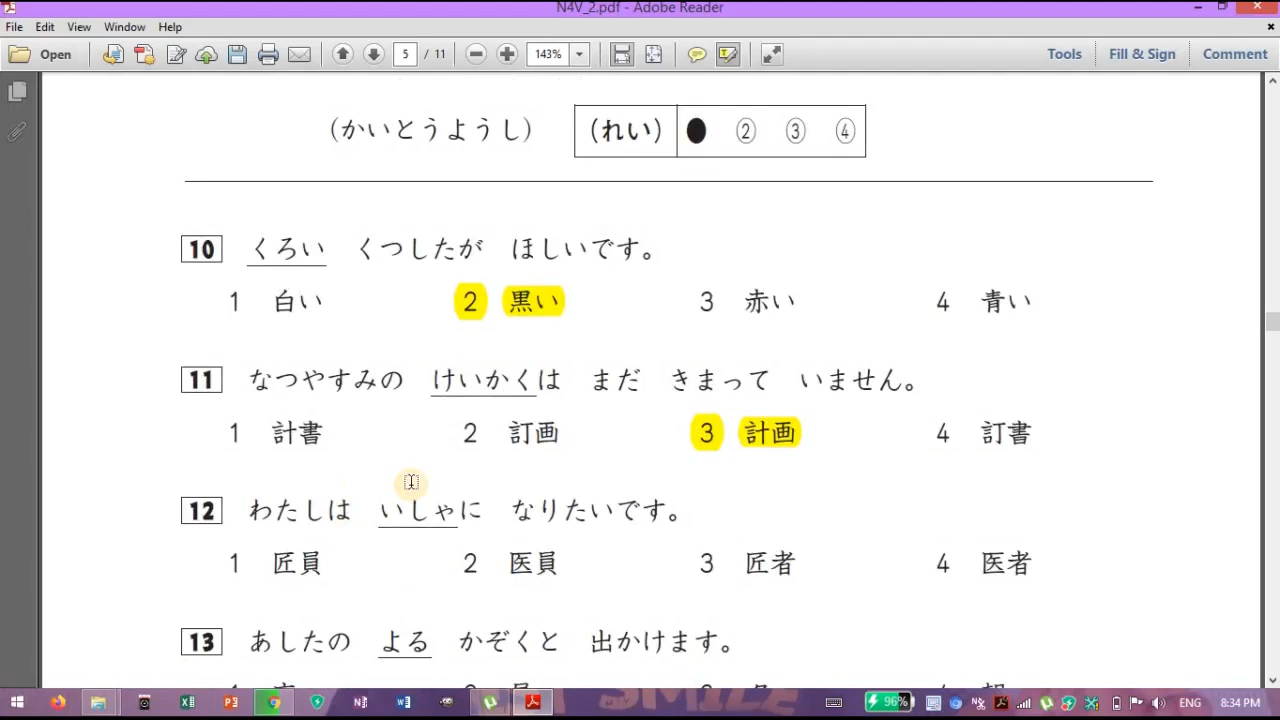 N4V_2.pdf - Adobe Reader
File Edit View Window Help
Open 5 / 11 143% Tools Fill & Sign Comment
(かいとうようし) (れい) ② ③ ④
10 くろい くつしたが ほしいです。
1 白い 2 黒い 3 赤い 4 青い
11 なつやすみの けいかくは まだ きまって いません。
1 計書 2 訂画 3 計画 4 訂書
12 わたしは いしゃに なりたいです。
1 匠員 2 医員 3 匠者 4 医者
13 あしたの よる かぞくと 出かけます。
96% ENG 8:34 PM